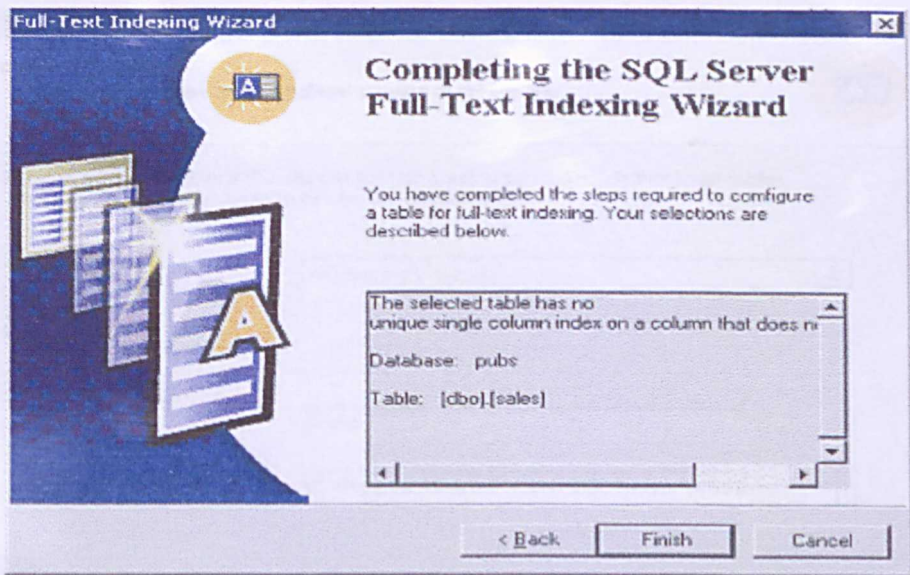 Full-Text Indexing Wizard
A
Completing the SQL Server
Full-Text Indexing Wizard
You have completed the steps required to configure
a table for full-text indexing. Your selections are
described below.
The selected table has no
unique single column index on a column that does
Database: pubs
Table: [dbo].[sales]
A
< Back
Finish
Cancel